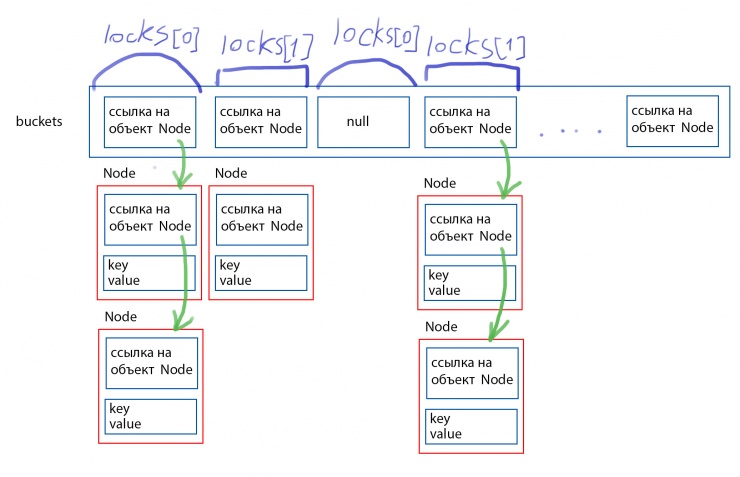 locks[0] locks[1] locks[0] locks[1]
buckets
ссылка на
объект Node
ссылка на
объект Node
null
ссылка на
объект Node
ссылка на
объект Node
Node
ссылка на
объект Node
key
value
Node
ссылка на
объект Node
key
value
Node
ссылка на
объект Node
key
value
Node
ссылка на
объект Node
key
value
Node
ссылка на
объект Node
key
value